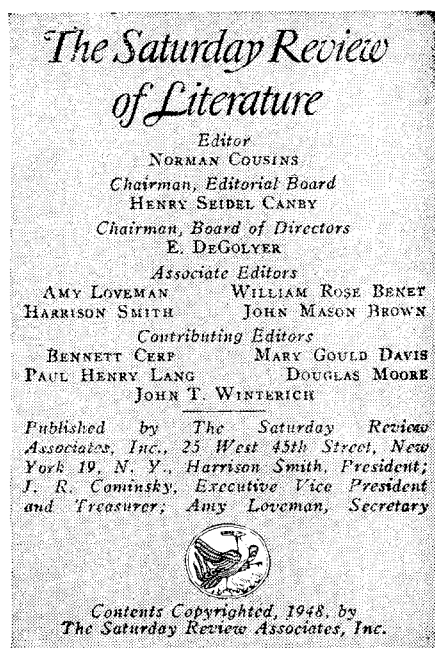 The Saturday Review
of Literature
Editor
NORMAN COUSINS
Chairman, Editorial Board
HENRY SEIDEL CANBY
Chairman, Board of Directors
E. DEGOLYER
Associate Editors
AMY LOVEMAN WILLIAM ROSE BENET
HARRISON SMITH JOHN MASON BROWN
Contributing Editors
BENNETT CERF MARY GOULD DAVIS
PAUL HENRY LANG DOUGLAS MOORE
JOHN T. WINTERICH
Published by The Saturday Review
Associates, Inc., 25 West 45th Street, New
York 19, N. Y., Harrison Smith, President;
J. R. Cominsky, Executive Vice President
and Treasurer; Amy Loveman, Secretary
Contents Copyrighted, 1948, by
The Saturday Review Associates, Inc.